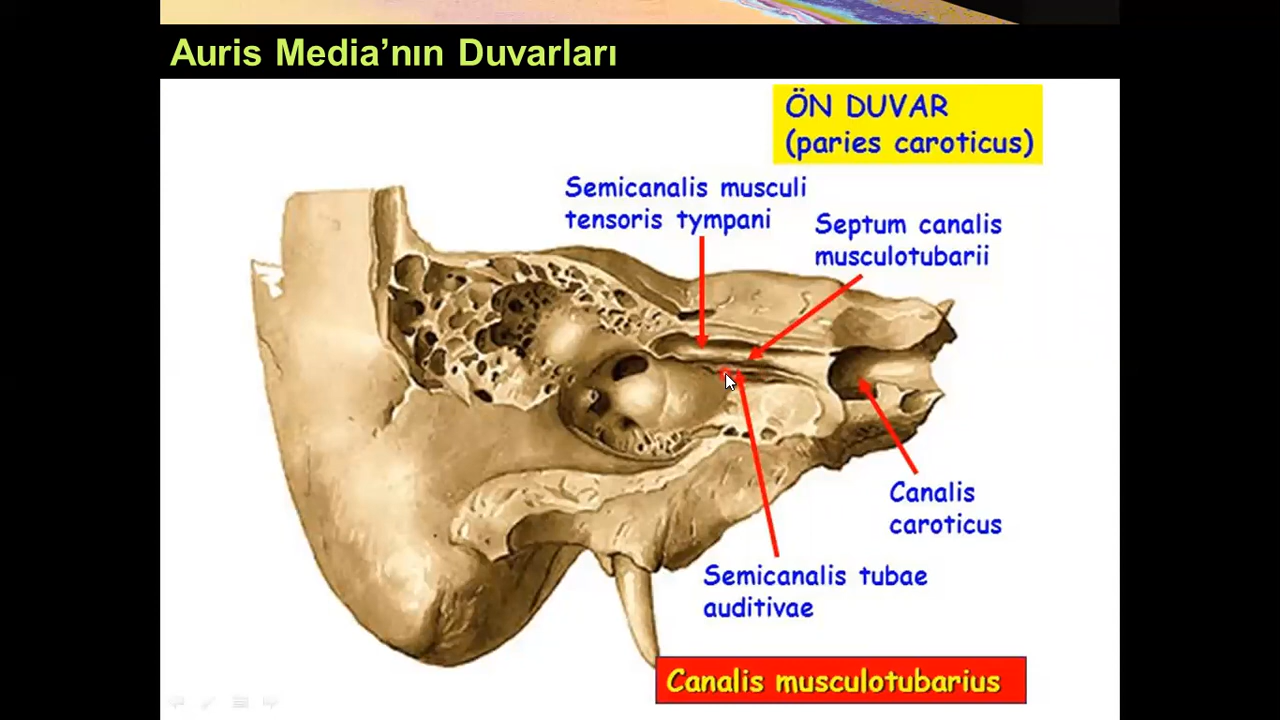 Auris Media’nın Duvarları
ÖN DUVAR
(paries caroticus)
Semicanalis musculi
tensoris tympani
Septum canalis
musculotubarii
Canalis
caroticus
Semicanalis tubae
auditivae
Canalis musculotubarius